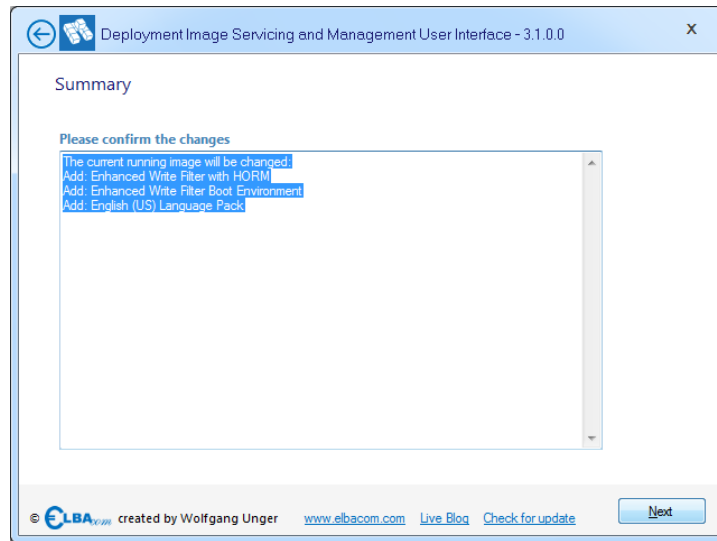 Deployment Image Servicing and Management User Interface - 3.1.0.0 X
Summary
Please confirm the changes
The current running image will be changed:
Add: Enhanced Write Filter with HORM
Add: Enhanced Write Filter Boot Environment
Add: English (US) Language Pack
© ELBAcom created by Wolfgang Unger www.elbacom.com Live Blog Check for update Next